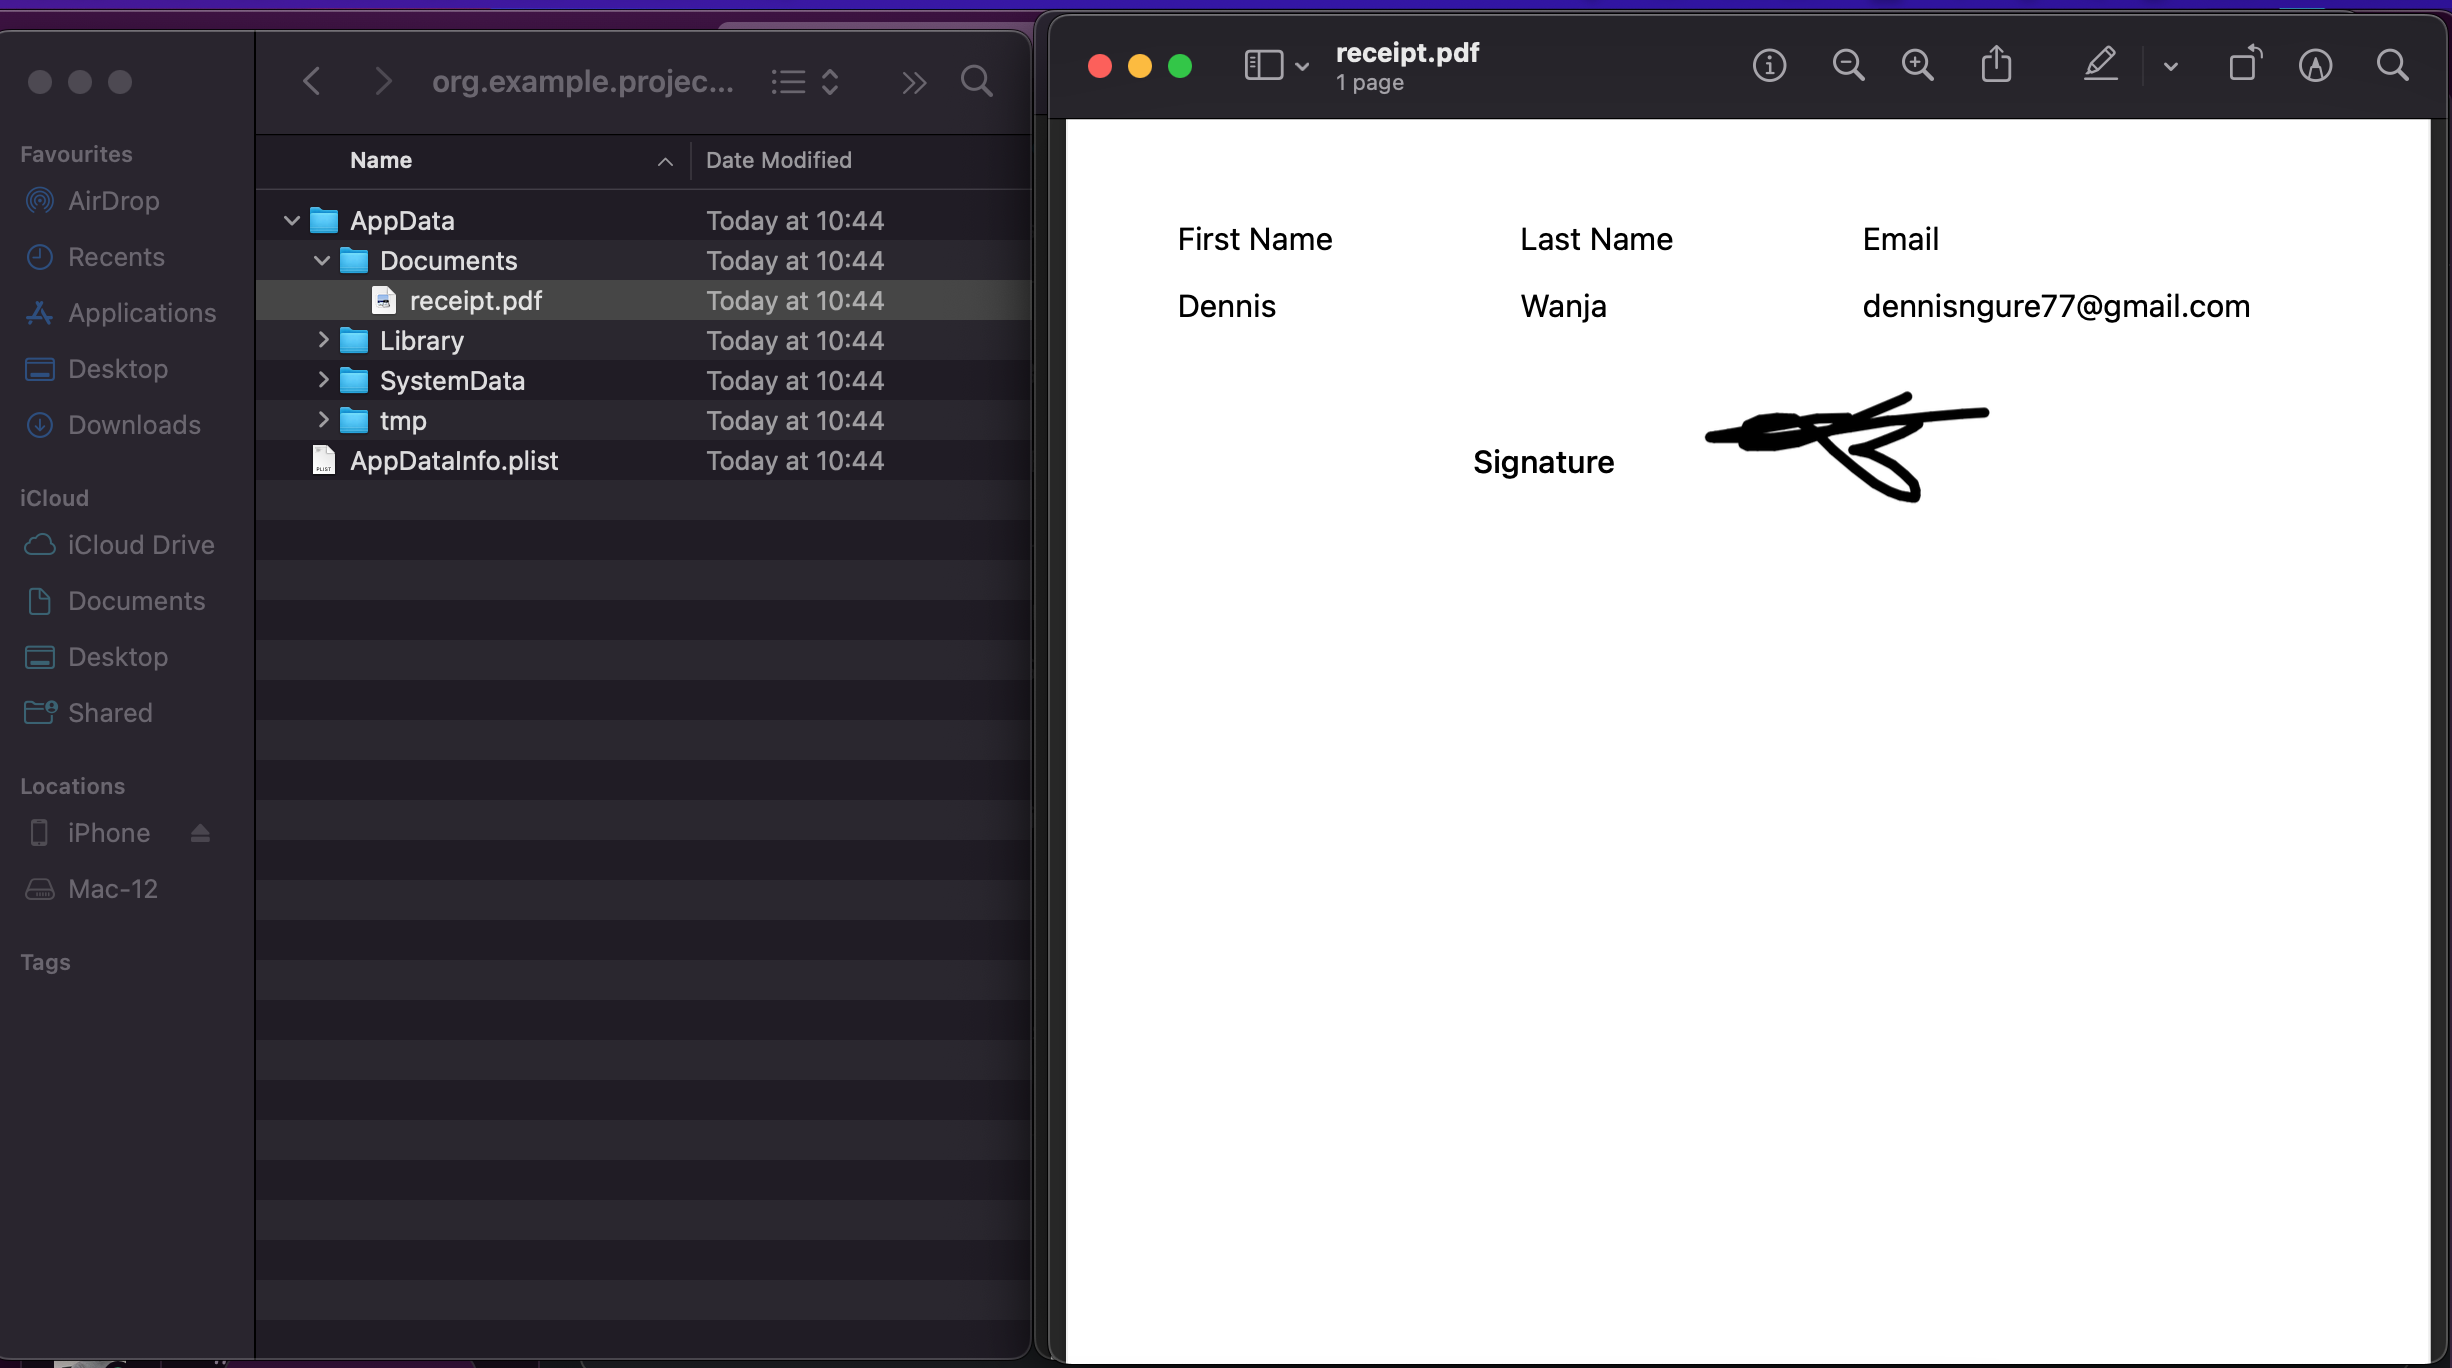 org.example.projec...
Favourites
AirDrop
Recents
Applications
Desktop
Downloads
iCloud
iCloud Drive
Documents
Desktop
Shared
Locations
iPhone
Mac-12
Tags
Name Date Modified
AppData Today at 10:44
Documents Today at 10:44
receipt.pdf Today at 10:44
Library Today at 10:44
SystemData Today at 10:44
tmp Today at 10:44
AppDataInfo.plist Today at 10:44
receipt.pdf
1 page
First Name Last Name Email
Dennis Wanja dennisngure77@gmail.com
Signature